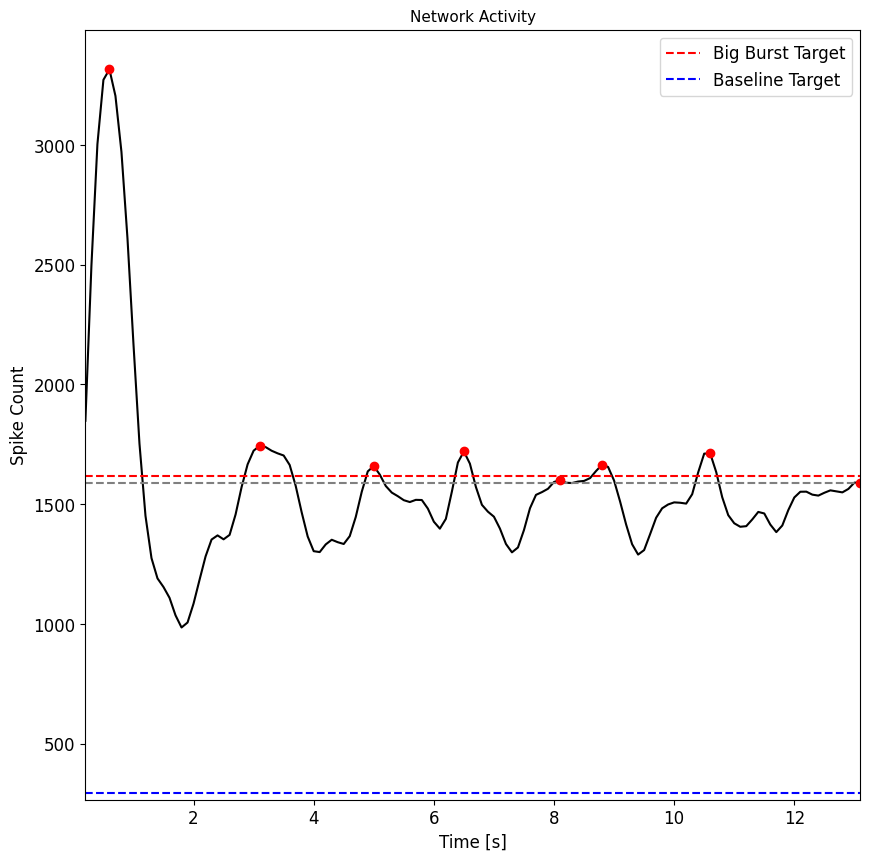 Network Activity
Big Burst Target
Baseline Target
Spike Count
3000
2500
2000
1500
1000
500
2 4 6 8 10 12
Time [s]